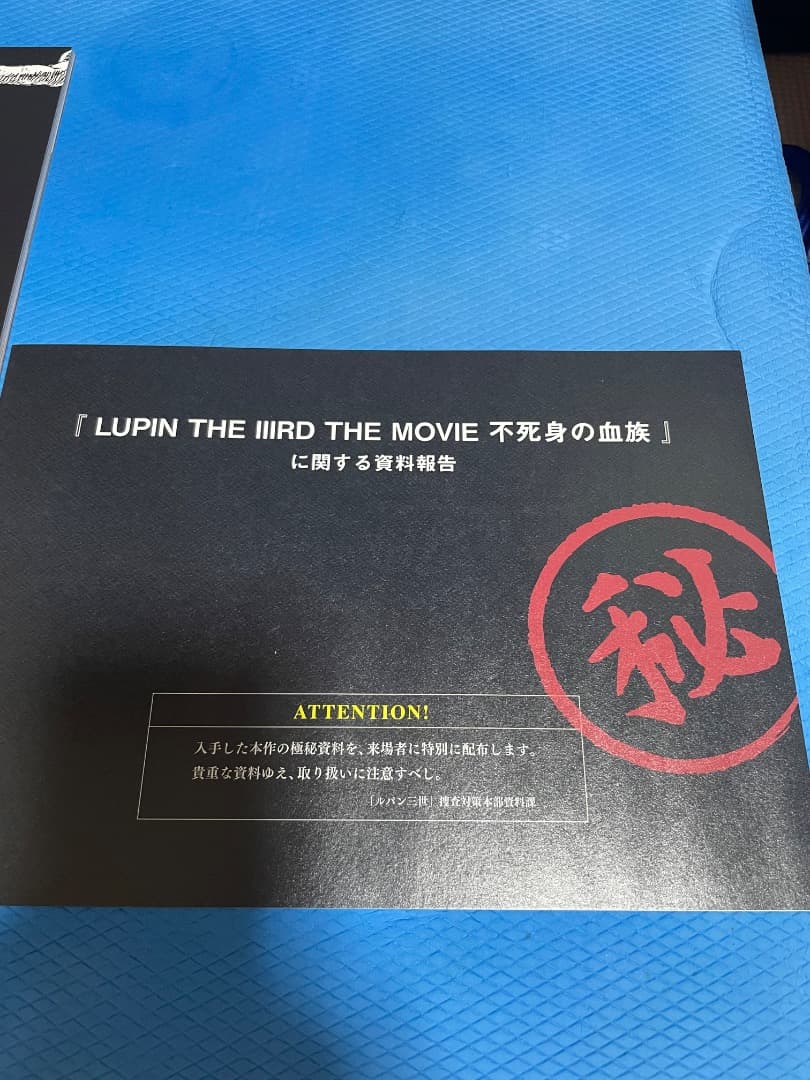 『 LUPIN THE IIIRD THE MOVIE 不死身の血族 』
に関する資料報告
秘
ATTENTION!
入手した本作の極秘資料を、来場者に特別に配布します。
貴重な資料ゆえ、取り扱いに注意すべし。
「ルパン三世」捜査対策本部資料課